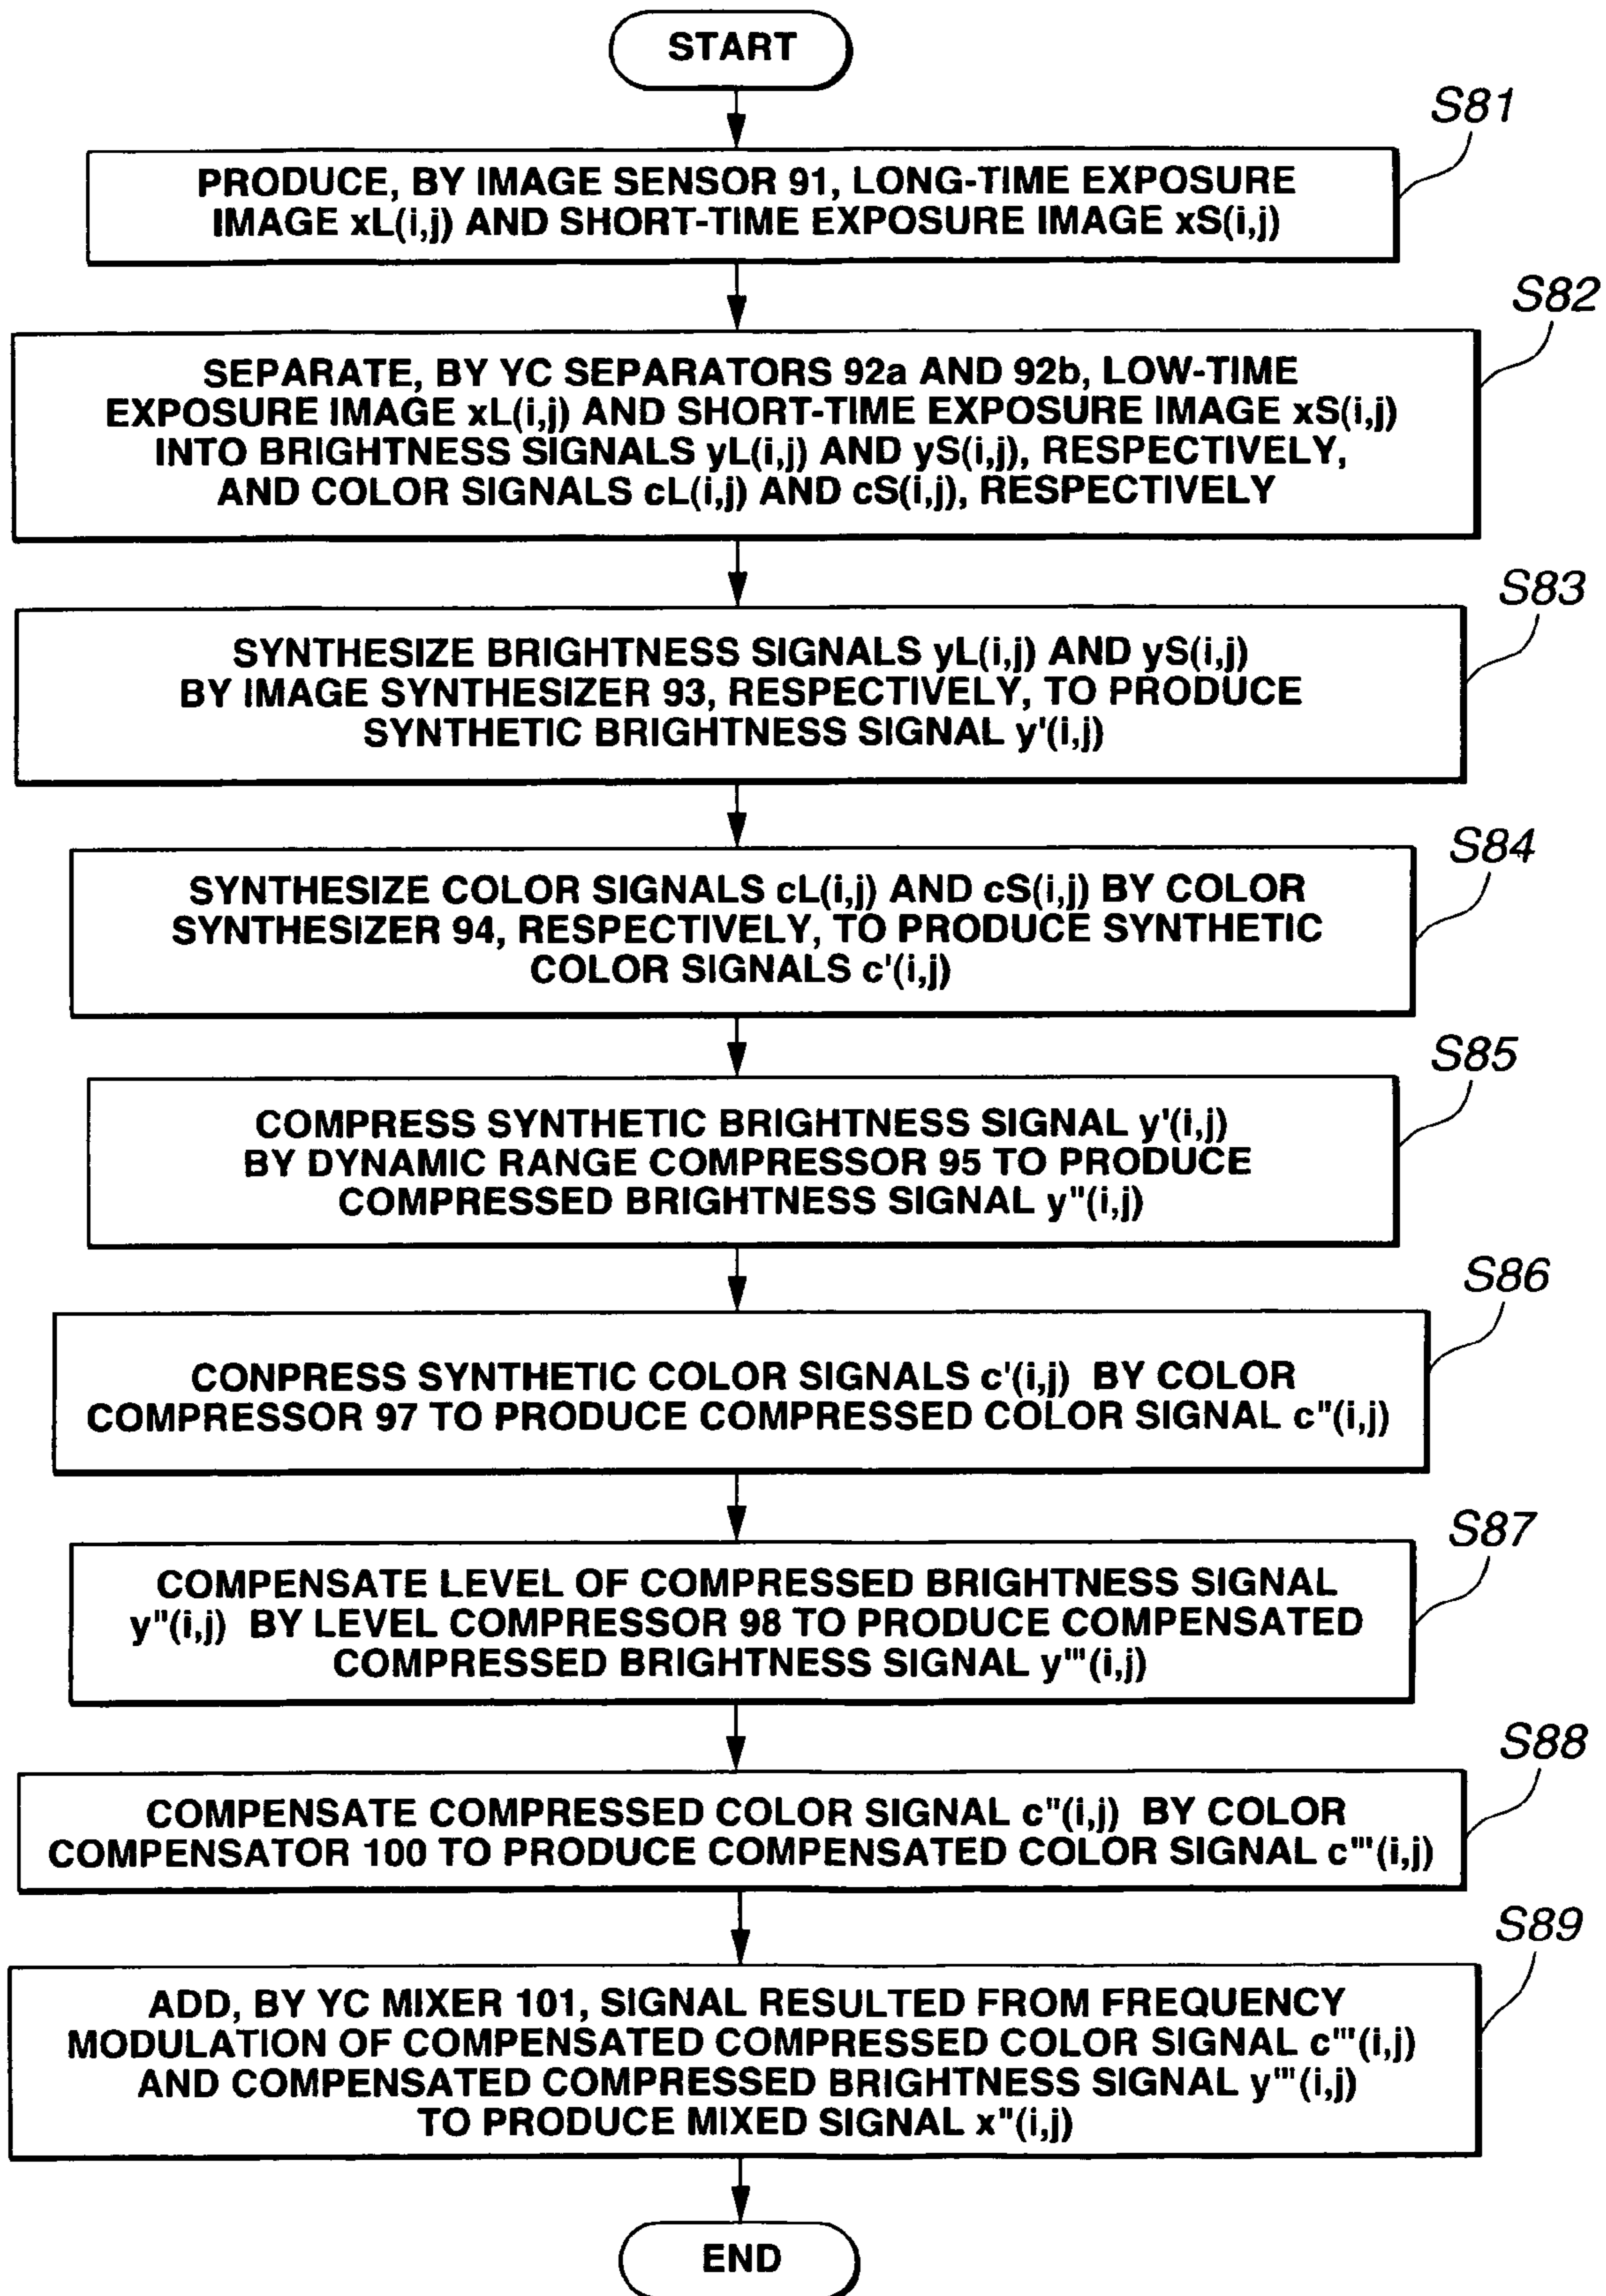 START
S81
PRODUCE, BY IMAGE SENSOR 91, LONG-TIME EXPOSURE
IMAGE xL(i,j) AND SHORT-TIME EXPOSURE IMAGE xS(i,j)
S82
SEPARATE, BY YC SEPARATORS 92a AND 92b, LOW-TIME
EXPOSURE IMAGE xL(i,j) AND SHORT-TIME EXPOSURE IMAGE xS(i,j)
INTO BRIGHTNESS SIGNALS yL(i,j) AND yS(i,j), RESPECTIVELY,
AND COLOR SIGNALS cL(i,j) AND cS(i,j), RESPECTIVELY
S83
SYNTHESIZE BRIGHTNESS SIGNALS yL(i,j) AND yS(i,j)
BY IMAGE SYNTHESIZER 93, RESPECTIVELY, TO PRODUCE
SYNTHETIC BRIGHTNESS SIGNAL y'(i,j)
S84
SYNTHESIZE COLOR SIGNALS cL(i,j) AND cS(i,j) BY COLOR
SYNTHESIZER 94, RESPECTIVELY, TO PRODUCE SYNTHETIC
COLOR SIGNALS c'(i,j)
S85
COMPRESS SYNTHETIC BRIGHTNESS SIGNAL y'(i,j)
BY DYNAMIC RANGE COMPRESSOR 95 TO PRODUCE
COMPRESSED BRIGHTNESS SIGNAL y"(i,j)
S86
CONPRESS SYNTHETIC COLOR SIGNALS c'(i,j) BY COLOR
COMPRESSOR 97 TO PRODUCE COMPRESSED COLOR SIGNAL c"(i,j)
S87
COMPENSATE LEVEL OF COMPRESSED BRIGHTNESS SIGNAL
y"(i,j) BY LEVEL COMPRESSOR 98 TO PRODUCE COMPENSATED
COMPRESSED BRIGHTNESS SIGNAL y'"(i,j)
S88
COMPENSATE COMPRESSED COLOR SIGNAL c"(i,j) BY COLOR
COMPENSATOR 100 TO PRODUCE COMPENSATED COLOR SIGNAL c'"(i,j)
S89
ADD, BY YC MIXER 101, SIGNAL RESULTED FROM FREQUENCY
MODULATION OF COMPENSATED COMPRESSED COLOR SIGNAL c'"(i,j)
AND COMPENSATED COMPRESSED BRIGHTNESS SIGNAL y'"(i,j)
TO PRODUCE MIXED SIGNAL x"(i,j)
END